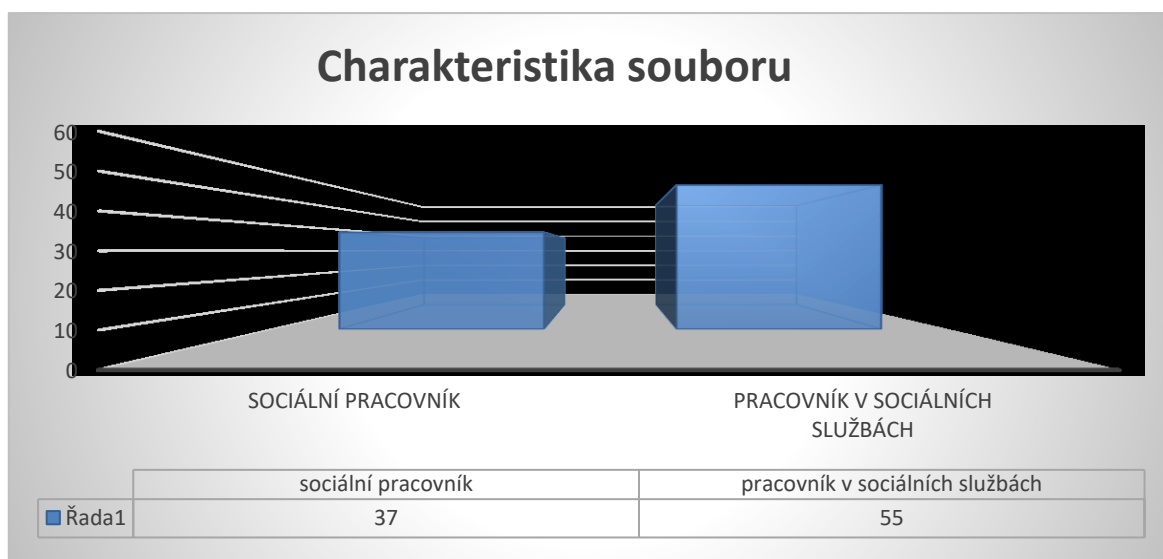 Charakteristika souboru
60
50
40
30
20
10
0
SOCIÁLNÍ PRACOVNÍK
PRACOVNÍK V SOCIÁLNÍCH
SLUŽBÁCH
sociální pracovník pracovník v sociálních službách
Řada1 37 55